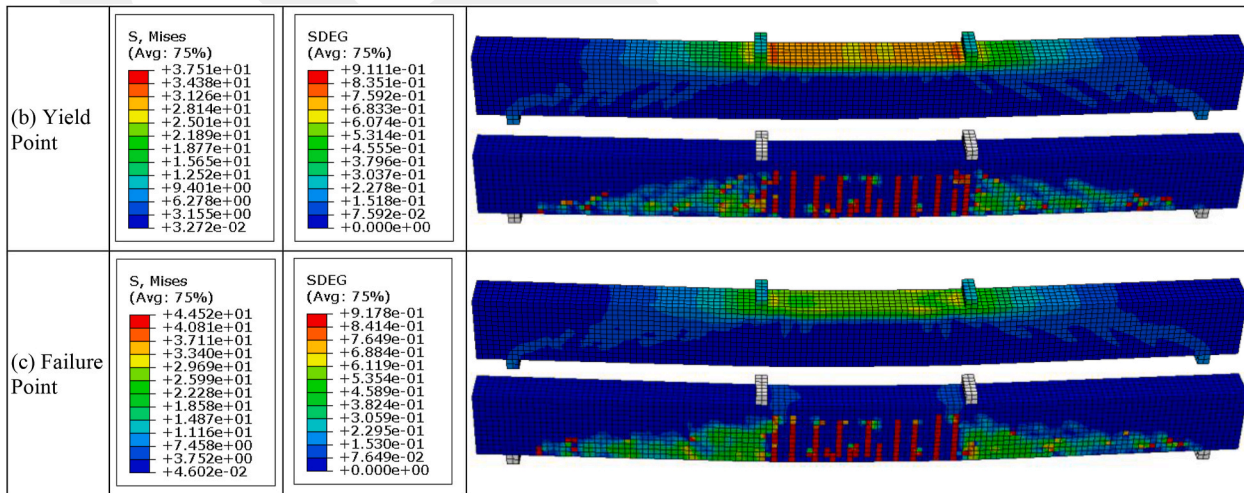 (b) Yield
Point
S, Mises
(Avg: 75%)
+3.751e+01
+3.438e+01
+3.126e+01
+2.814e+01
+2.501e+01
+2.189e+01
+1.877e+01
+1.565e+01
+1.252e+01
+9.401e+00
+6.278e+00
+3.155e+00
+3.272e-02
SDEG
(Avg: 75%)
+9.111e-01
+8.351e-01
+7.592e-01
+6.833e-01
+6.074e-01
+5.314e-01
+4.555e-01
+3.796e-01
+3.037e-01
+2.278e-01
+1.518e-01
+7.592e-02
+0.000e+00
(c) Failure
Point
S, Mises
(Avg: 75%)
+4.452e+01
+4.081e+01
+3.711e+01
+3.340e+01
+2.969e+01
+2.599e+01
+2.228e+01
+1.858e+01
+1.487e+01
+1.116e+01
+7.458e+00
+3.752e+00
+4.602e-02
SDEG
(Avg: 75%)
+9.178e-01
+8.414e-01
+7.649e-01
+6.884e-01
+6.119e-01
+5.354e-01
+4.589e-01
+3.824e-01
+3.059e-01
+2.295e-01
+1.530e-01
+7.649e-02
+0.000e+00